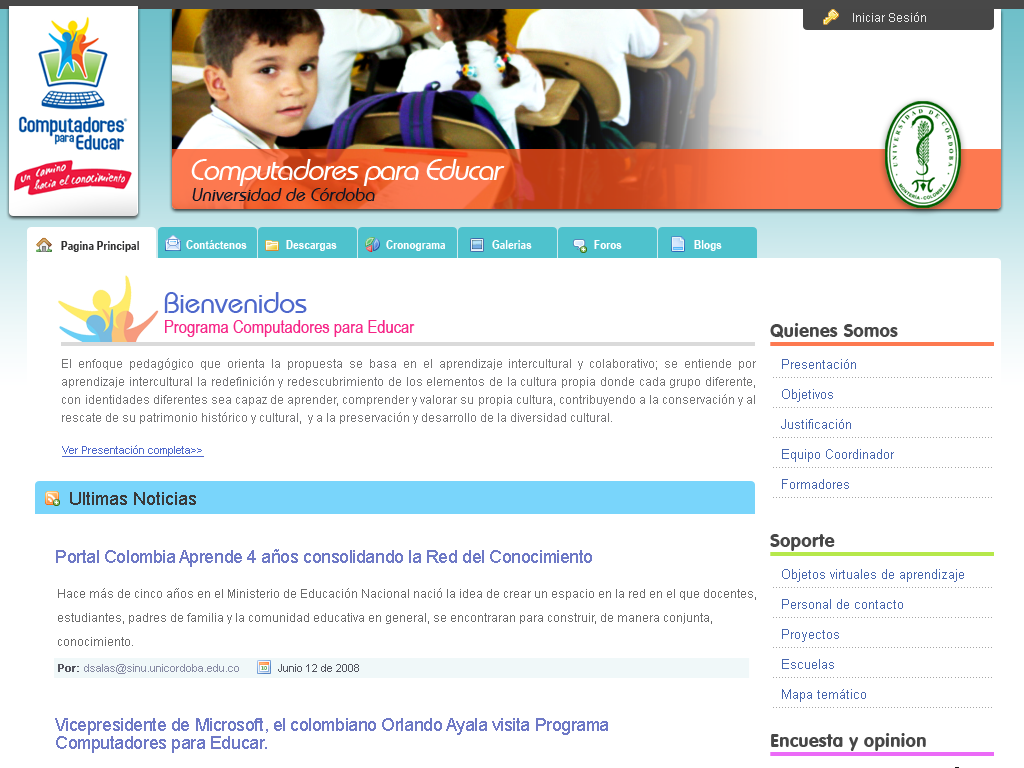 Iniciar Sesión
Computadores
para
Educar
un camino
hacia el conocimiento
Computadores para Educar
Universidad de Córdoba
UNIVERSIDAD DE CÓRDOBA
MONTERÍA - COLOMBIA
Pagina Principal
Contáctenos
Descargas
Cronograma
Galerias
Foros
Blogs
Bienvenidos
Programa Computadores para Educar
El enfoque pedagógico que orienta la propuesta se basa en el aprendizaje intercultural y colaborativo; se entiende por
aprendizaje intercultural la redefinición y redescubrimiento de los elementos de la cultura propia donde cada grupo diferente,
con identidades diferentes sea capaz de aprender, comprender y valorar su propia cultura, contribuyendo a la conservación y al
rescate de su patrimonio histórico y cultural, y a la preservación y desarrollo de la diversidad cultural.
Ver Presentación completa>>
Ultimas Noticias
Portal Colombia Aprende 4 años consolidando la Red del Conocimiento
Hace más de cinco años en el Ministerio de Educación Nacional nació la idea de crear un espacio en la red en el que docentes,
estudiantes, padres de familia y la comunidad educativa en general, se encontraran para construir, de manera conjunta,
conocimiento.
Por: dsalas@sinu.unicordoba.edu.co Junio 12 de 2008
Vicepresidente de Microsoft, el colombiano Orlando Ayala visita Programa
Computadores para Educar.
Quienes Somos
Presentación
Objetivos
Justificación
Equipo Coordinador
Formadores
Soporte
Objetos virtuales de aprendizaje
Personal de contacto
Proyectos
Escuelas
Mapa temático
Encuesta y opinion